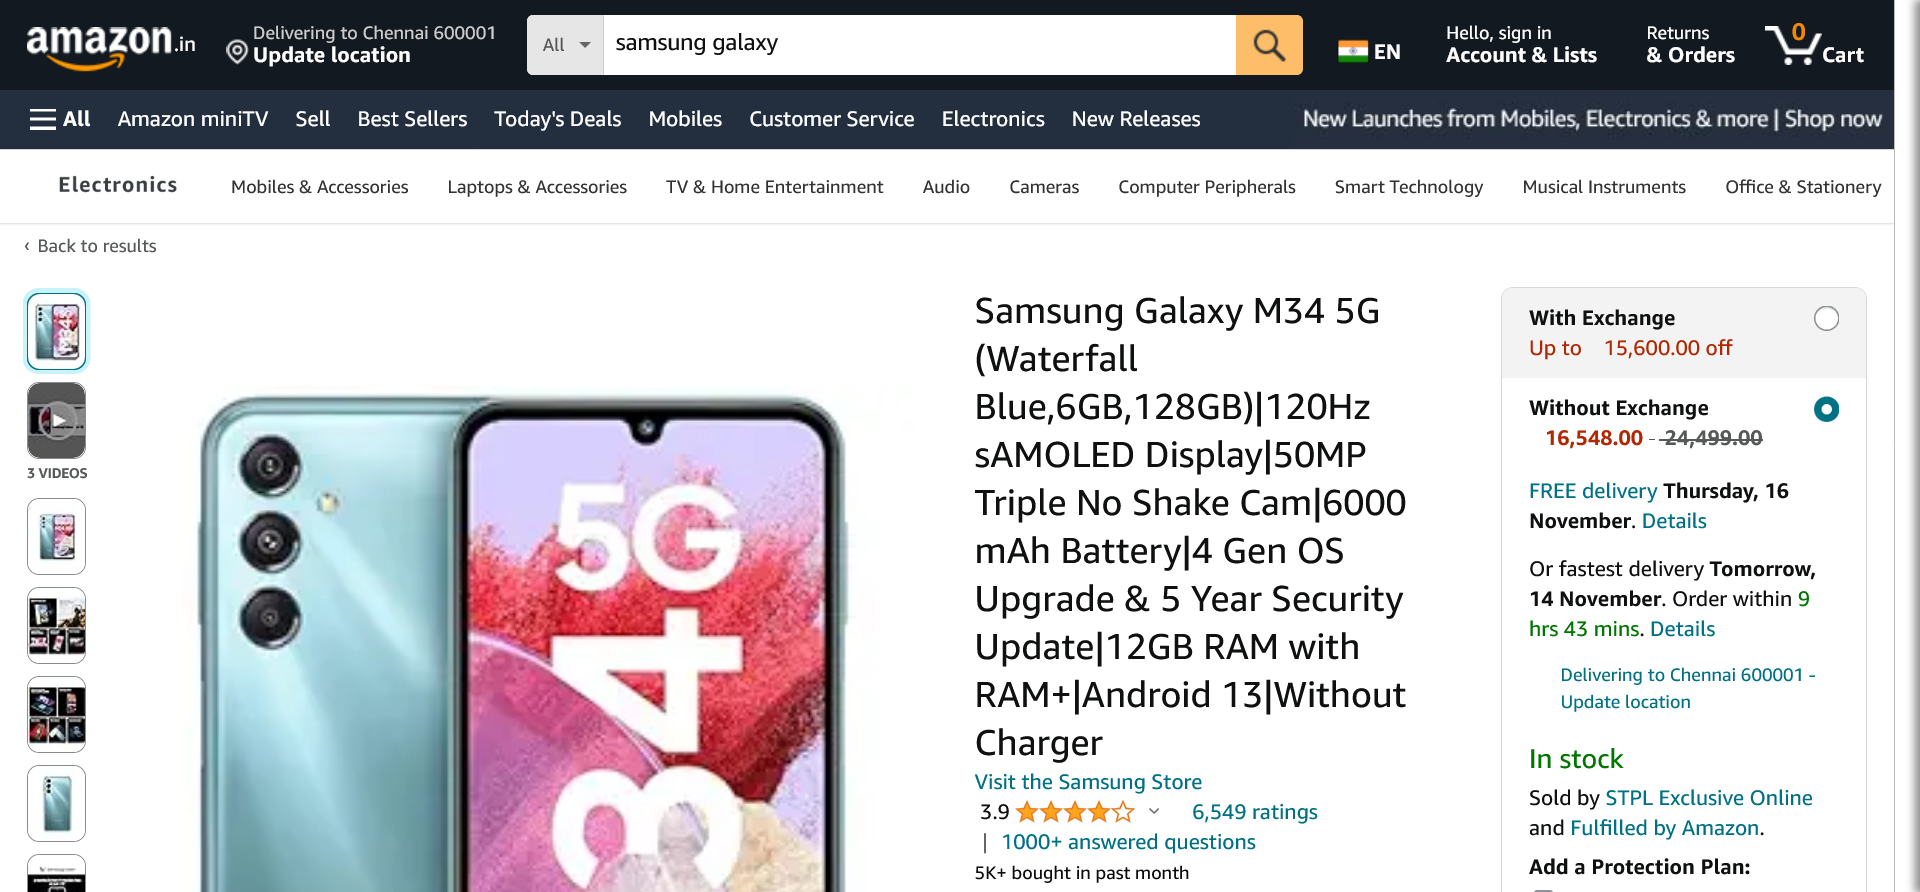 amazon.in
Delivering to Chennai 600001
Update location
All
samsung galaxy
EN
Hello, sign in
Account & Lists
Returns
& Orders
0
Cart
All
Amazon miniTV
Sell
Best Sellers
Today's Deals
Mobiles
Customer Service
Electronics
New Releases
New Launches from Mobiles, Electronics & more | Shop now
Electronics
Mobiles & Accessories
Laptops & Accessories
TV & Home Entertainment
Audio
Cameras
Computer Peripherals
Smart Technology
Musical Instruments
Office & Stationery
‹ Back to results
3 VIDEOS
5G
34
Samsung Galaxy M34 5G
(Waterfall
Blue,6GB,128GB)|120Hz
sAMOLED Display|50MP
Triple No Shake Cam|6000
mAh Battery|4 Gen OS
Upgrade & 5 Year Security
Update|12GB RAM with
RAM+|Android 13|Without
Charger
Visit the Samsung Store
3.9
6,549 ratings
| 1000+ answered questions
5K+ bought in past month
With Exchange
Up to 15,600.00 off
Without Exchange
16,548.00 - 24,499.00
FREE delivery Thursday, 16
November. Details
Or fastest delivery Tomorrow,
14 November. Order within 9
hrs 43 mins. Details
Delivering to Chennai 600001 -
Update location
In stock
Sold by STPL Exclusive Online
and Fulfilled by Amazon.
Add a Protection Plan: